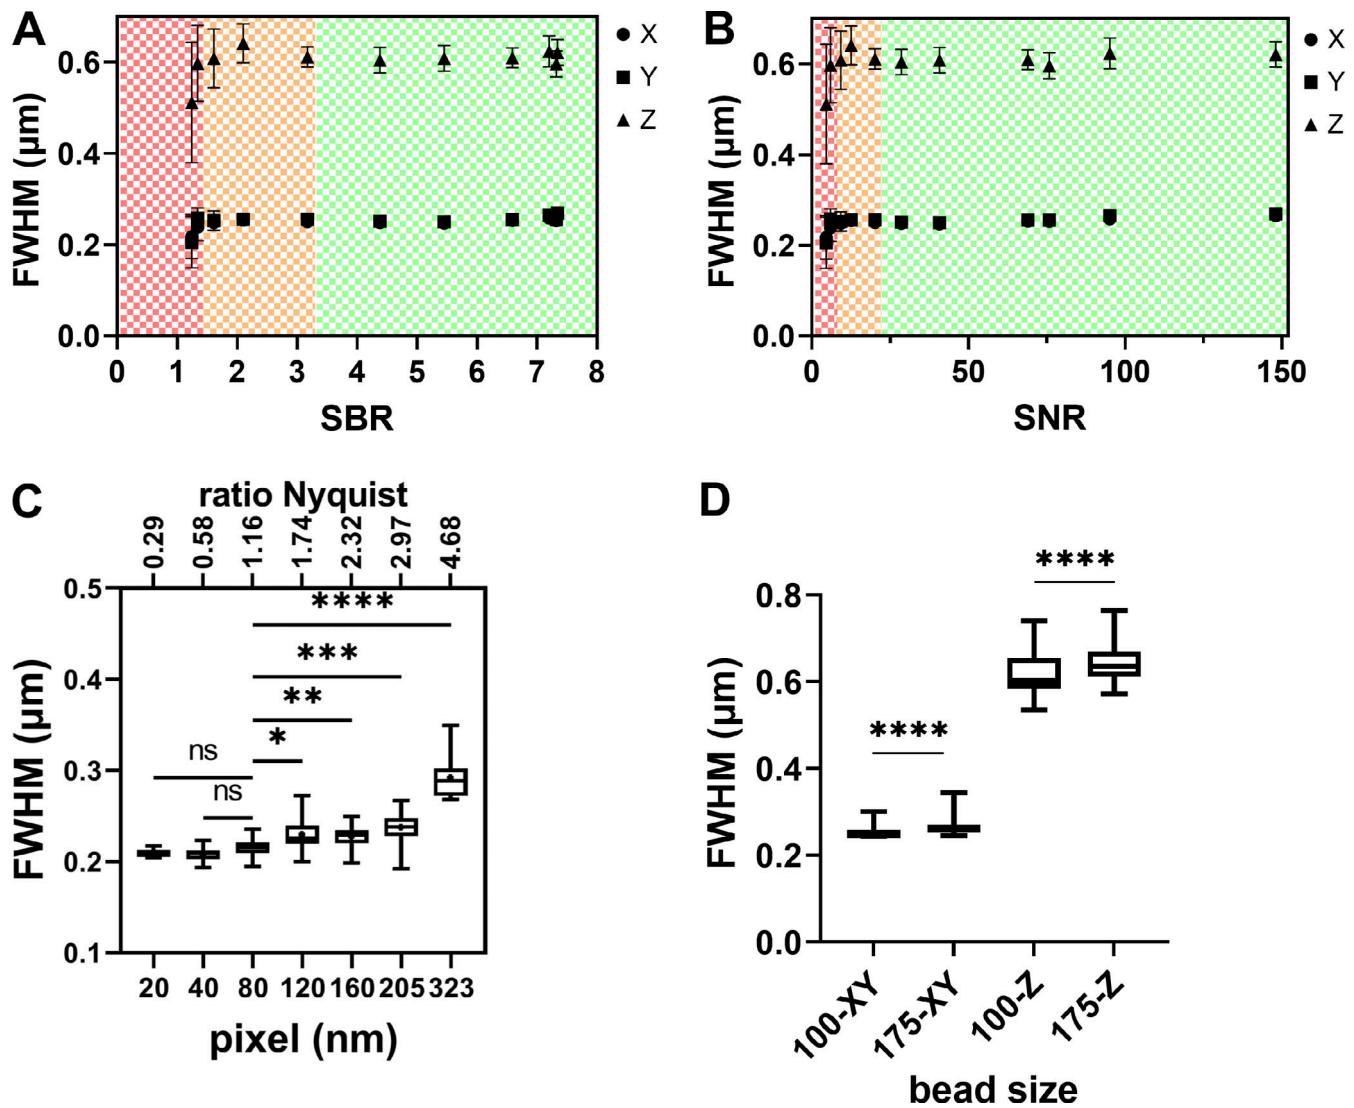 A
FWHM (µm)
0.6
0.4
0.2
0.0
0 1 2 3 4 5 6 7 8
SBR
X
Y
Z
B
FWHM (µm)
0.6
0.4
0.2
0.0
0 50 100 150
SNR
X
Y
Z
C
ratio Nyquist
0.29 0.58 1.16 1.74 2.32 2.97 4.68
FWHM (µm)
0.5
0.4
0.3
0.2
0.1
****
***
**
*
ns
ns
20 40 80 120 160 205 323
pixel (nm)
D
FWHM (µm)
0.8
0.6
0.4
0.2
0.0
****
****
100-XY 175-XY 100-Z 175-Z
bead size